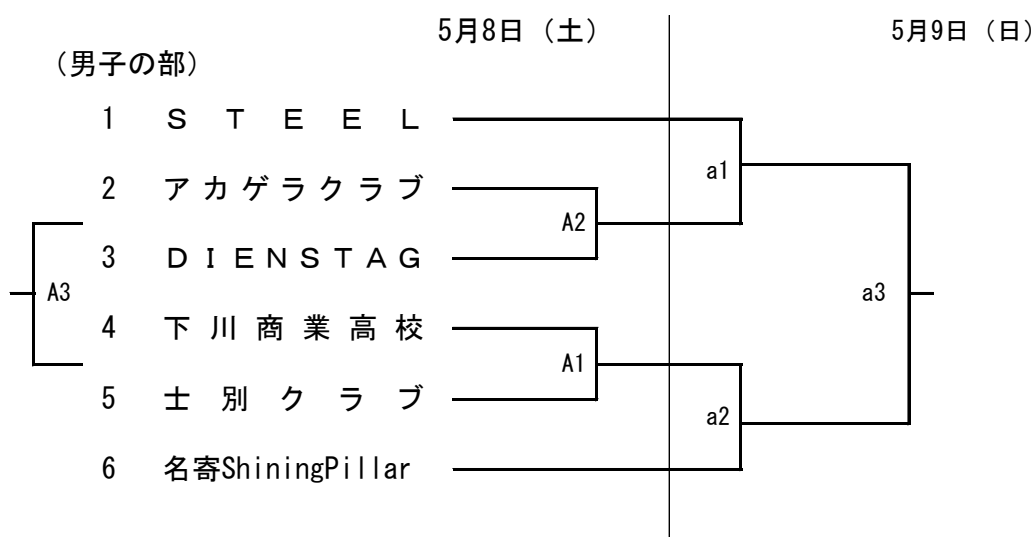 5月8日（土） 5月9日（日）
（男子の部）
1 ＳＴＥＥＬ
a1
2 アカゲラクラブ
A2
3 ＤＩＥＮＳＴＡＧ
A3 a3
4 下川商業高校
A1
5 士別クラブ
a2
6 名寄ShiningPillar